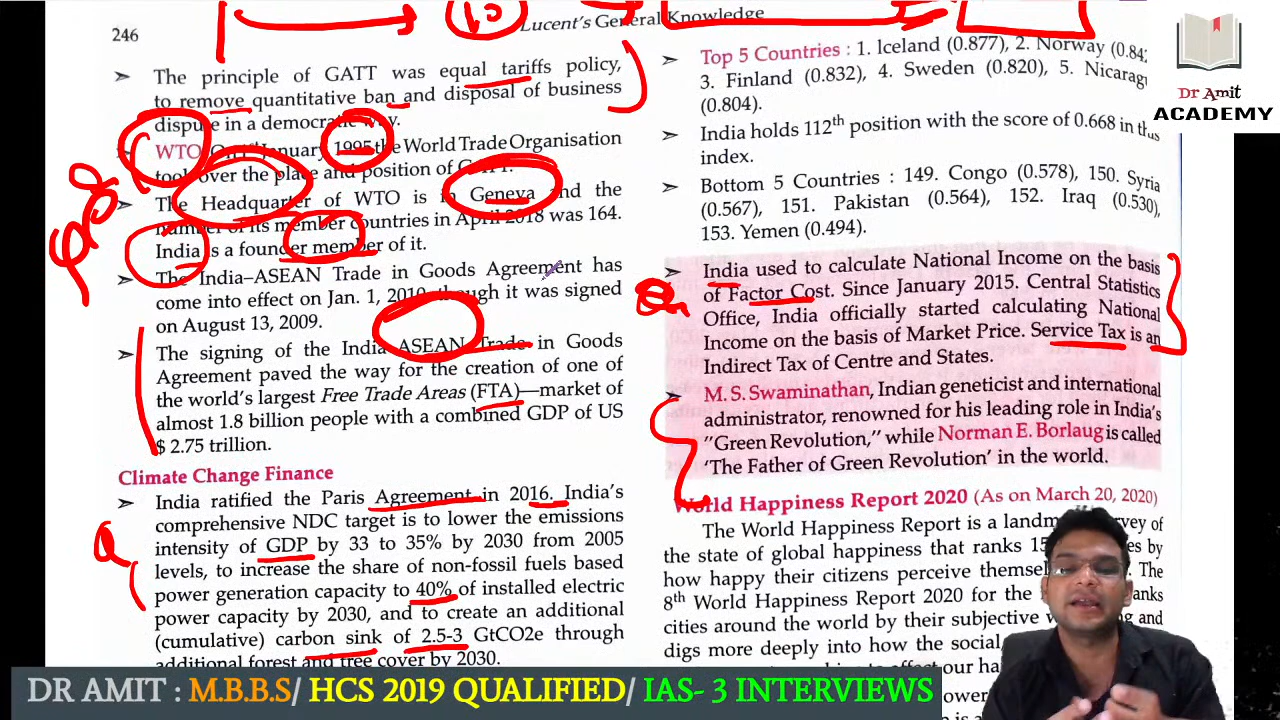 Lucent's General Knowledge
246
➤ The principle of GATT was equal tariffs policy,
to remove quantitative ban and disposal of business
dispute in a democratic way.
WTO January 1995 the World Trade Organisation
took over the place and position of
➤ The Headquarter of WTO is in Geneva and the
number of its member countries in April 2018 was 164.
India is a founder member of it.
➤ The India–ASEAN Trade in Goods Agreement has
come into effect on Jan. 1, 2010 though it was signed
on August 13, 2009.
➤ The signing of the India ASEAN Trade in Goods
Agreement paved the way for the creation of one of
the world's largest Free Trade Areas (FTA)—market of
almost 1.8 billion people with a combined GDP of US
$ 2.75 trillion.
Climate Change Finance
➤ India ratified the Paris Agreement in 2016. India's
comprehensive NDC target is to lower the emissions
intensity of GDP by 33 to 35% by 2030 from 2005
levels, to increase the share of non-fossil fuels based
power generation capacity to 40% of installed electric
power capacity by 2030, and to create an additional
(cumulative) carbon sink of 2.5-3 GtCO2e through
additional forest and tree cover by 2030.
➤ Top 5 Countries : 1. Iceland (0.877), 2. Norway (0.84
3. Finland (0.832), 4. Sweden (0.820), 5. Nicarag
(0.804).
➤ India holds 112th position with the score of 0.668 in this
index.
➤ Bottom 5 Countries : 149. Congo (0.578), 150. Syria
(0.567), 151. Pakistan (0.564), 152. Iraq (0.530),
153. Yemen (0.494).
➤ India used to calculate National Income on the basis
of Factor Cost. Since January 2015. Central Statistics
Office, India officially started calculating National
Income on the basis of Market Price. Service Tax is an
Indirect Tax of Centre and States.
➤ M. S. Swaminathan, Indian geneticist and international
administrator, renowned for his leading role in India's
"Green Revolution," while Norman E. Borlaug is called
'The Father of Green Revolution' in the world.
World Happiness Report 2020 (As on March 20, 2020)
The World Happiness Report is a landmark survey of
the state of global happiness that ranks by
how happy their citizens perceive The
8th World Happiness Report 2020 for the ranks
cities around the world by their subjective and
digs more deeply into how the social
Dr Amit
ACADEMY
DR AMIT : M.B.B.S/ HCS 2019 QUALIFIED/ IAS- 3 INTERVIEWS